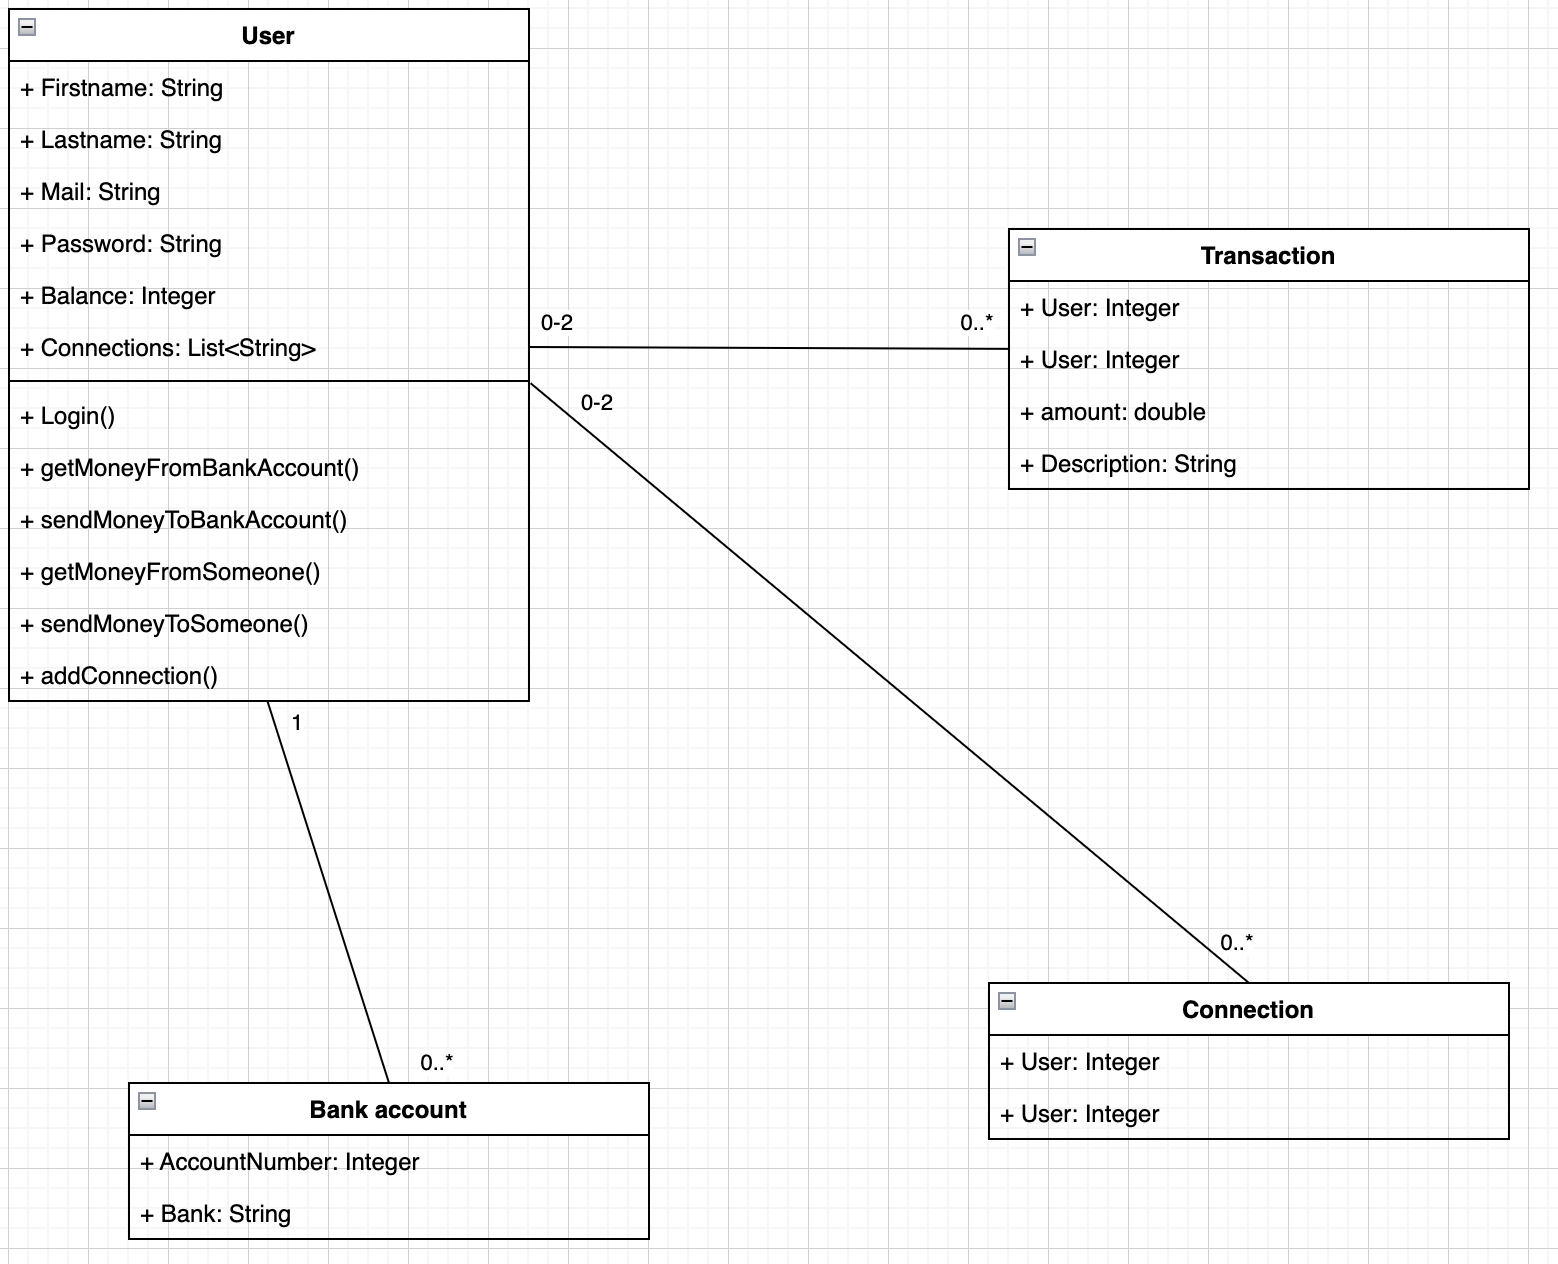 User
+ Firstname: String
+ Lastname: String
+ Mail: String
+ Password: String
+ Balance: Integer
+ Connections: List<String>
+ Login()
+ getMoneyFromBankAccount()
+ sendMoneyToBankAccount()
+ getMoneyFromSomeone()
+ sendMoneyToSomeone()
+ addConnection()
0-2
0..*
Transaction
+ User: Integer
+ User: Integer
+ amount: double
+ Description: String
0-2
0..*
Connection
+ User: Integer
+ User: Integer
1
0..*
Bank account
+ AccountNumber: Integer
+ Bank: String